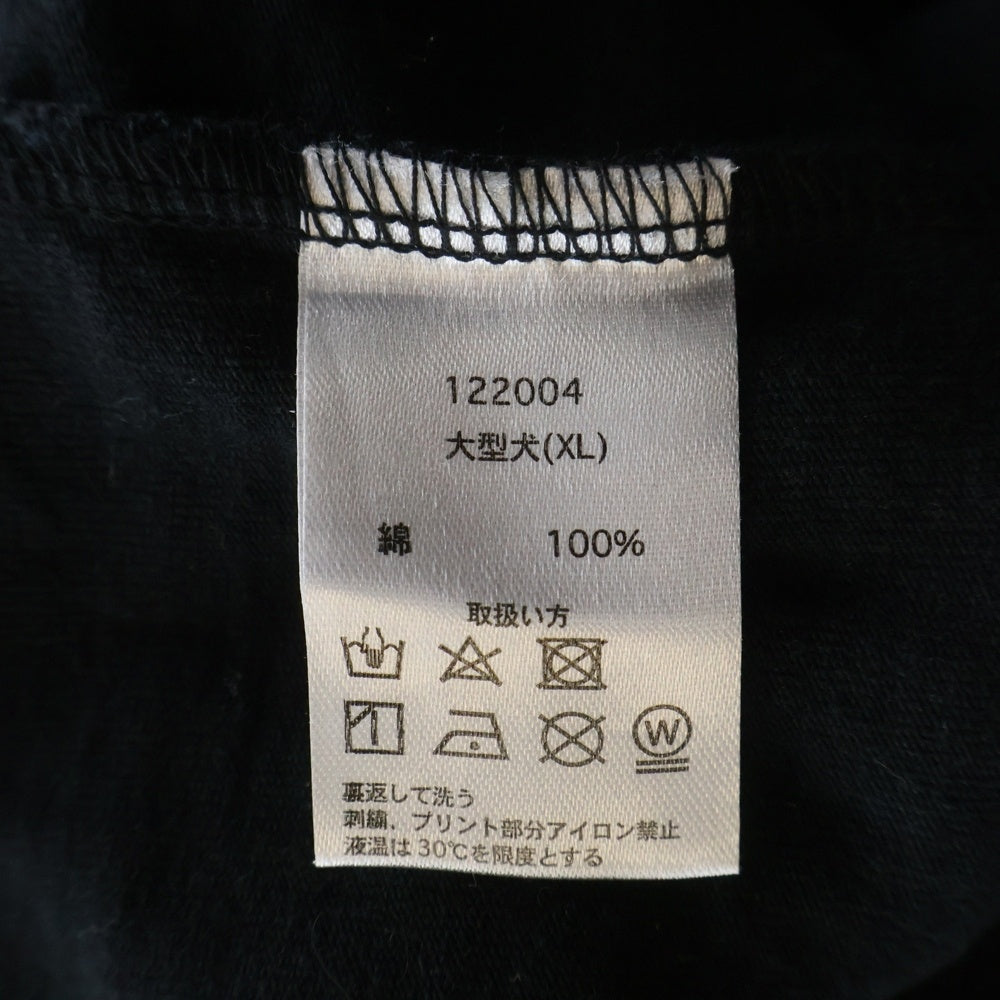 122004
大型犬(XL)
綿 100%
取扱い方
W
裏返して洗う
刺繍、プリント部分アイロン禁止
液温は30℃を限度とする